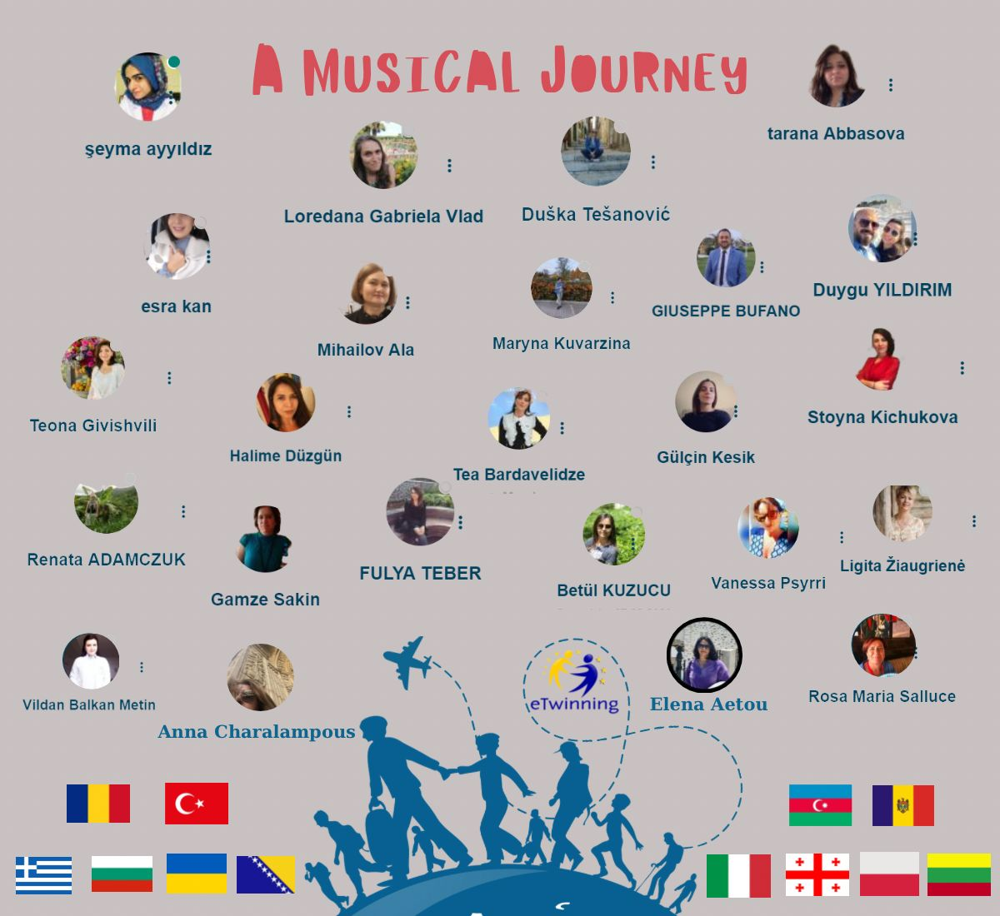 A MUSICAL JOURNEY
şeyma ayyıldız
tarana Abbasova
Loredana Gabriela Vlad
Duška Tešanović
esra kan
Mihailov Ala
Maryna Kuvarzina
GIUSEPPE BUFANO
Duygu YILDIRIM
Teona Givishvili
Halime Düzgün
Tea Bardavelidze
Gülçin Kesik
Stoyna Kichukova
Renata ADAMCZUK
Gamze Sakin
FULYA TEBER
Betül KUZUCU
Vanessa Psyrri
Ligita Žiaugrienė
Vildan Balkan Metin
Anna Charalampous
eTwinning
Elena Aetou
Rosa Maria Salluce